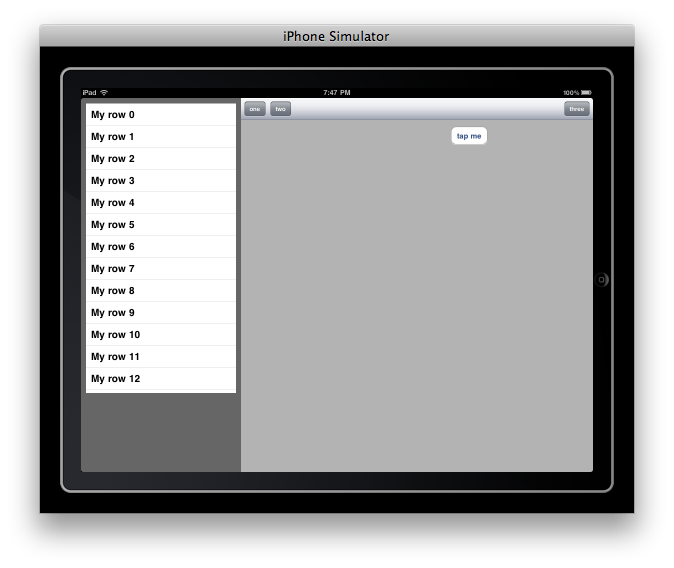 iPhone Simulator
iPad 7:47 PM 100%
one two three
tap me
My row 0
My row 1
My row 2
My row 3
My row 4
My row 5
My row 6
My row 7
My row 8
My row 9
My row 10
My row 11
My row 12